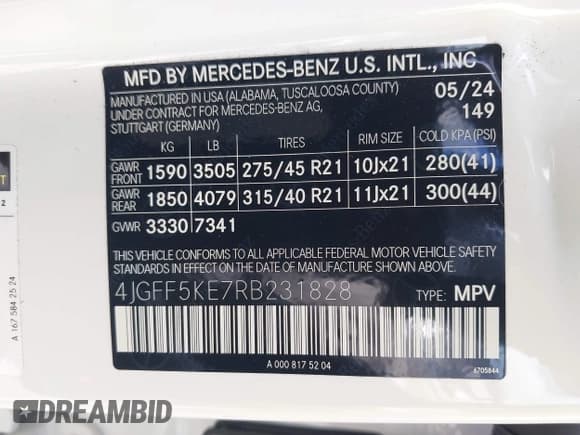 MFD BY MERCEDES-BENZ U.S. INTL., INC
MANUFACTURED IN USA (ALABAMA, TUSCALOOSA COUNTY) 05/24
UNDER CONTRACT FOR MERCEDES-BENZ AG, 149
STUTTGART (GERMANY)
KG LB TIRES RIM SIZE COLD KPA (PSI)
GAWR FRONT 1590 3505 275/45 R21 10Jx21 280(41)
GAWR REAR 1850 4079 315/40 R21 11Jx21 300(44)
GVWR 3330 7341
THIS VEHICLE CONFORMS TO ALL APPLICABLE FEDERAL MOTOR VEHICLE SAFETY
STANDARDS IN EFFECT ON THE DATE OF MANUFACTURE SHOWN ABOVE.
4JGFF5KE7RB231828 TYPE: MPV
A 000 817 52 04 6705844
A 167 584 25 24
DREAMBID